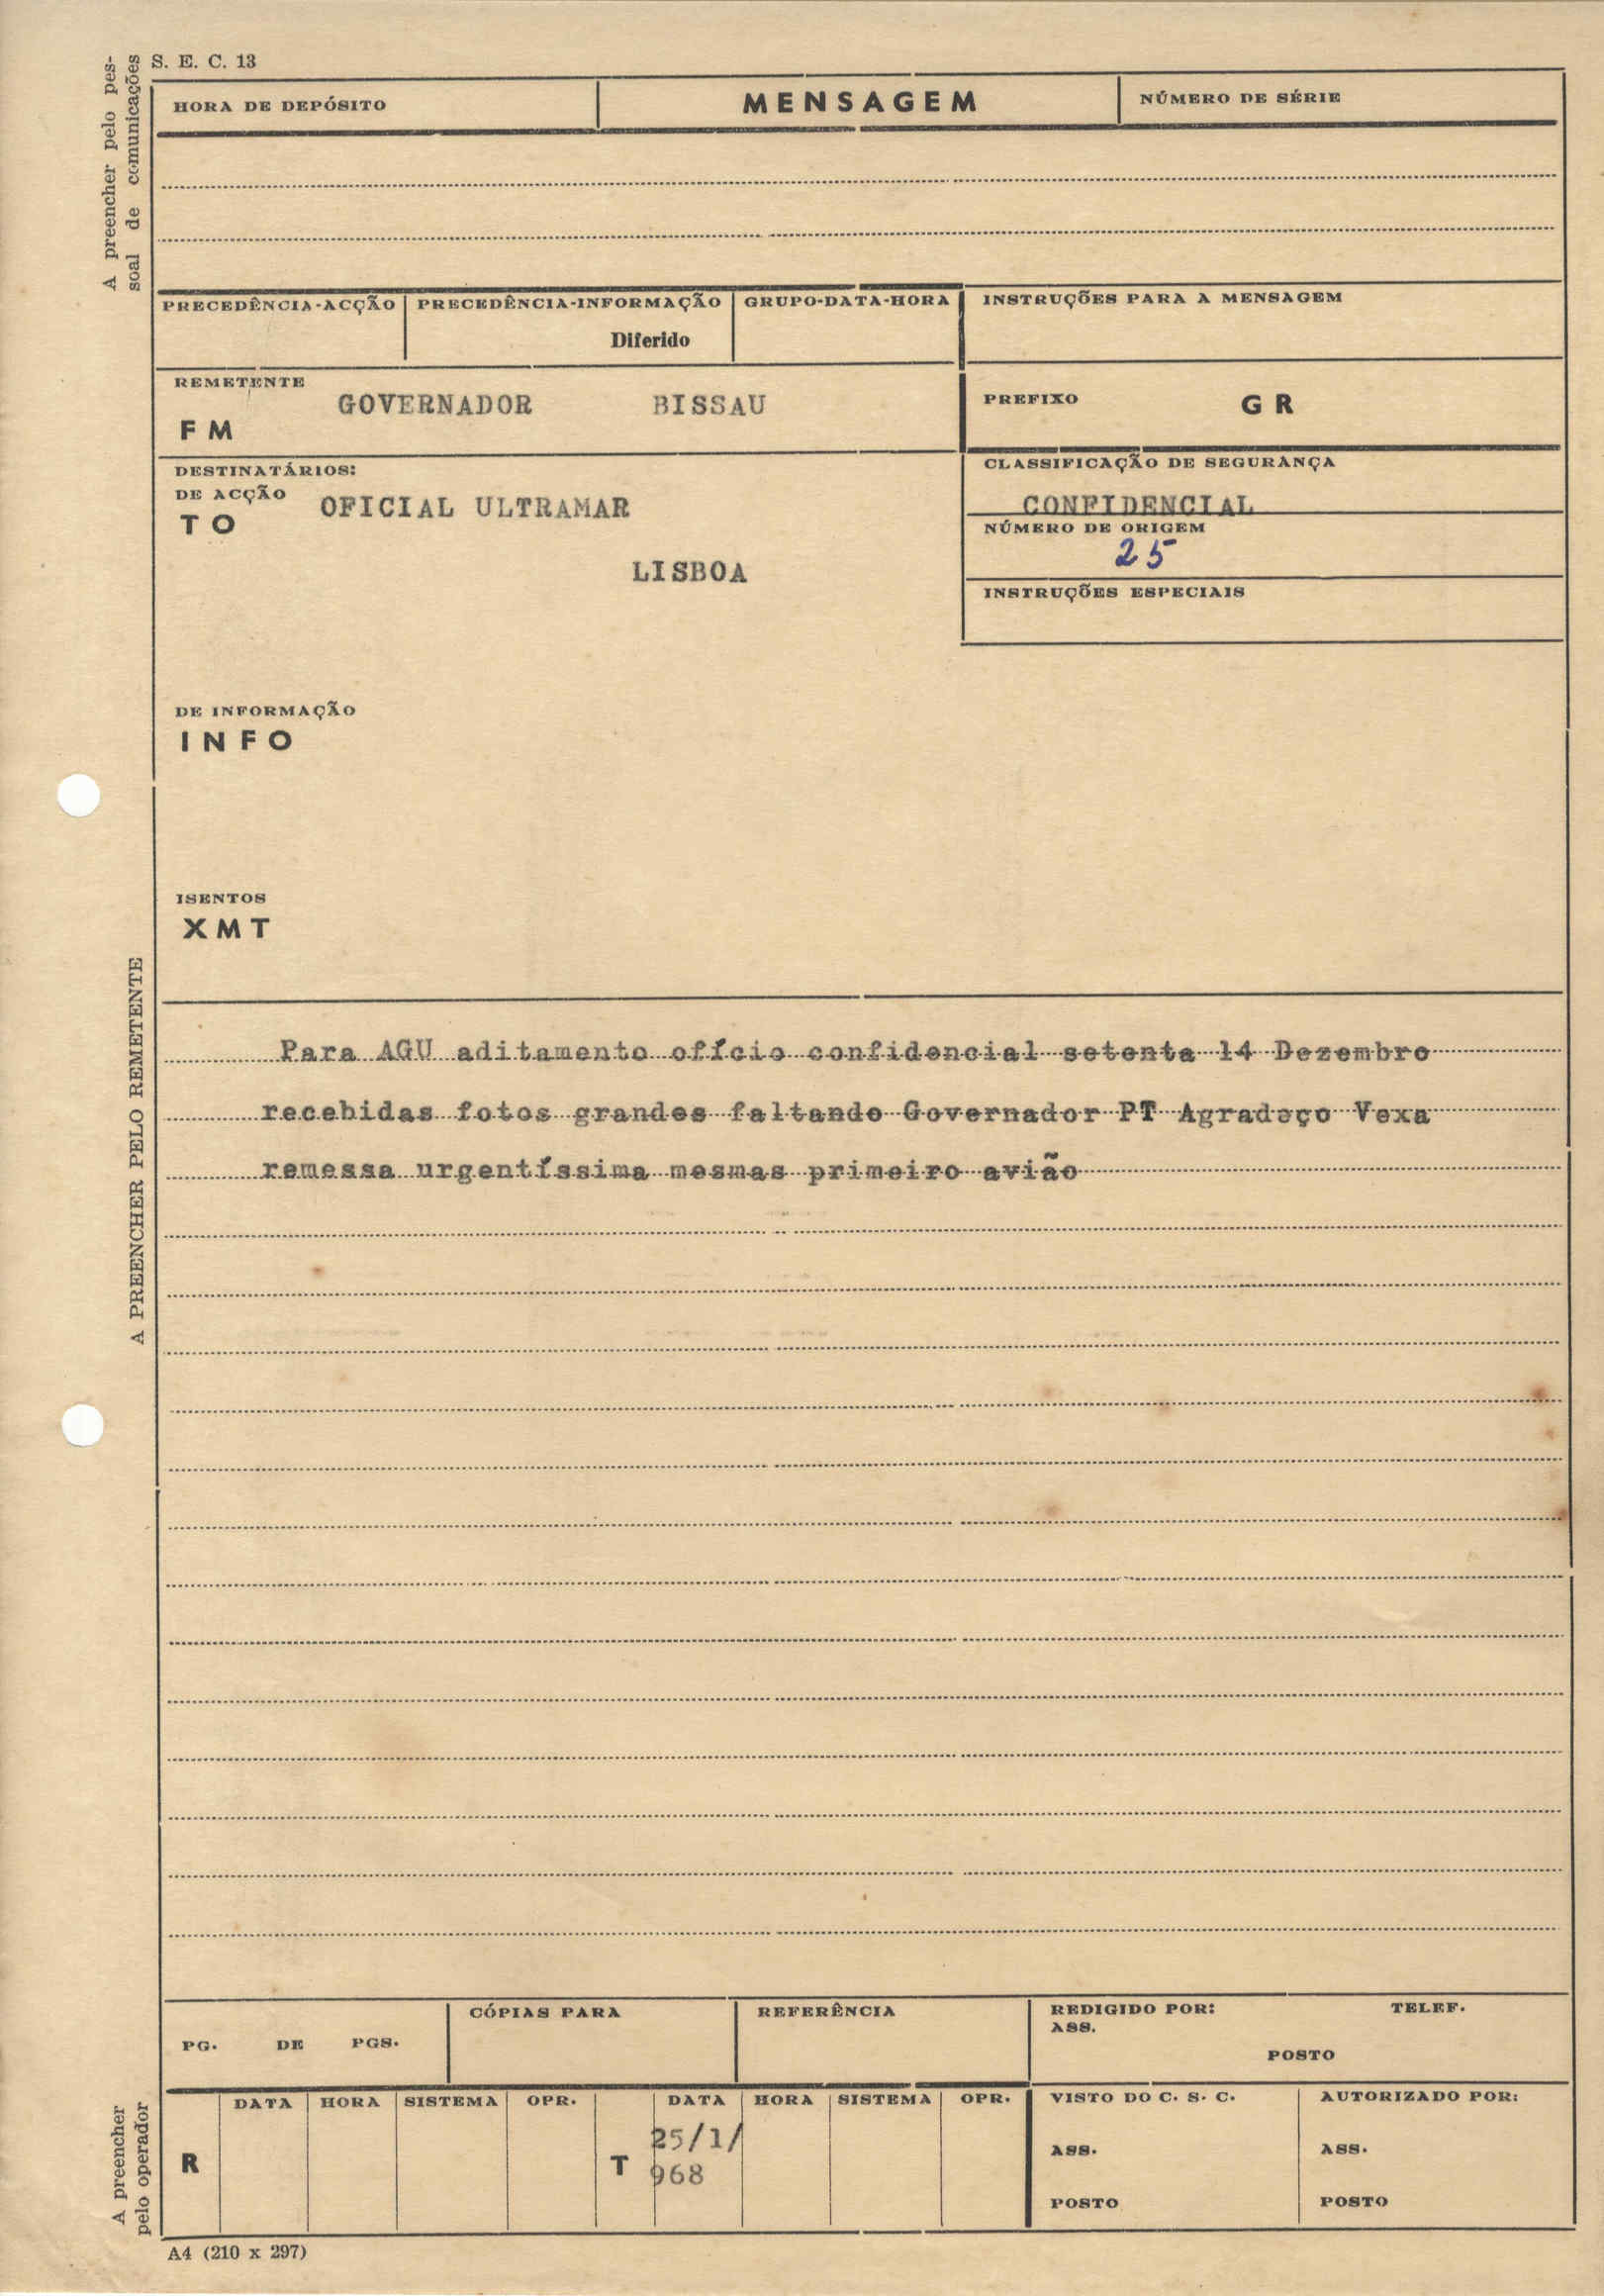 S. E. C. 13
A preencher pelo pes-
soal de comunicações
HORA DE DEPÓSITO
MENSAGEM
NÚMERO DE SÉRIE
PRECEDÊNCIA-ACÇÃO
PRECEDÊNCIA-INFORMAÇÃO
Diferido
GRUPO-DATA-HORA
INSTRUÇÕES PARA A MENSAGEM
REMETENTE
FM
GOVERNADOR BISSAU
PREFIXO
GR
DESTINATÁRIOS:
DE ACÇÃO
TO
OFICIAL ULTRAMAR
LISBOA
CLASSIFICAÇÃO DE SEGURANÇA
CONFIDENCIAL
NÚMERO DE ORIGEM
25
INSTRUÇÕES ESPECIAIS
DE INFORMAÇÃO
INFO
ISENTOS
XMT
A PREENCHER PELO REMETENTE
Para AGU aditamento ofício confidencial setenta 14 Dezembro
recebidas fotos grandes faltando Governador PT Agradeço Vexa
remessa urgentíssima mesmas primeiro avião
PG. DE PGS.
CÓPIAS PARA
REFERÊNCIA
REDIGIDO POR:
TELEF.
ASS.
POSTO
A preencher
pelo operador
R
DATA HORA SISTEMA OPR.
T
DATA HORA SISTEMA OPR.
25/1/
968
VISTO DO C. S. C.
ASS.
POSTO
AUTORIZADO POR:
ASS.
POSTO
A4 (210 x 297)